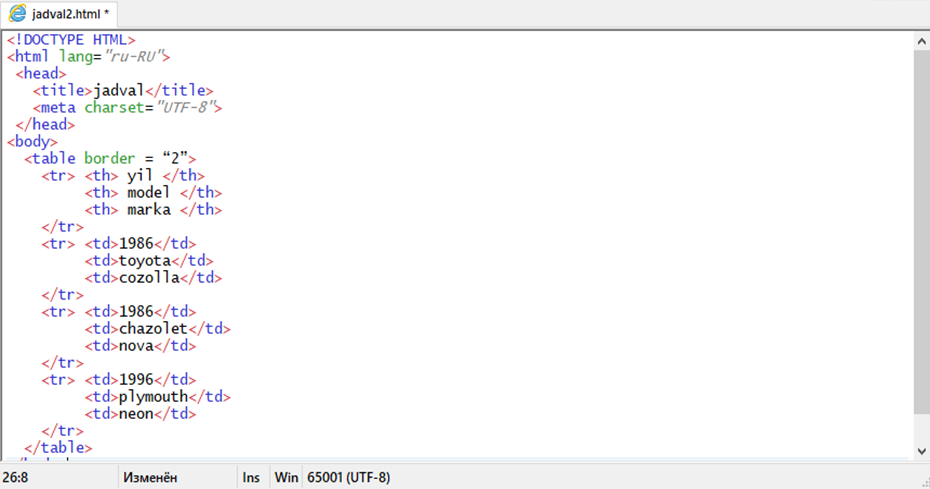 jadval2.html *
<!DOCTYPE HTML>
<html lang="ru-RU">
<head>
<title>jadval</title>
<meta charset="UTF-8">
</head>
<body>
<table border = “2”>
<tr> <th> yil </th>
<th> model </th>
<th> marka </th>
</tr>
<tr> <td>1986</td>
<td>toyota</td>
<td>cozolla</td>
</tr>
<tr> <td>1986</td>
<td>chazolet</td>
<td>nova</td>
</tr>
<tr> <td>1996</td>
<td>plymouth</td>
<td>neon</td>
</tr>
</table>
26:8 Изменён Ins Win 65001 (UTF-8)